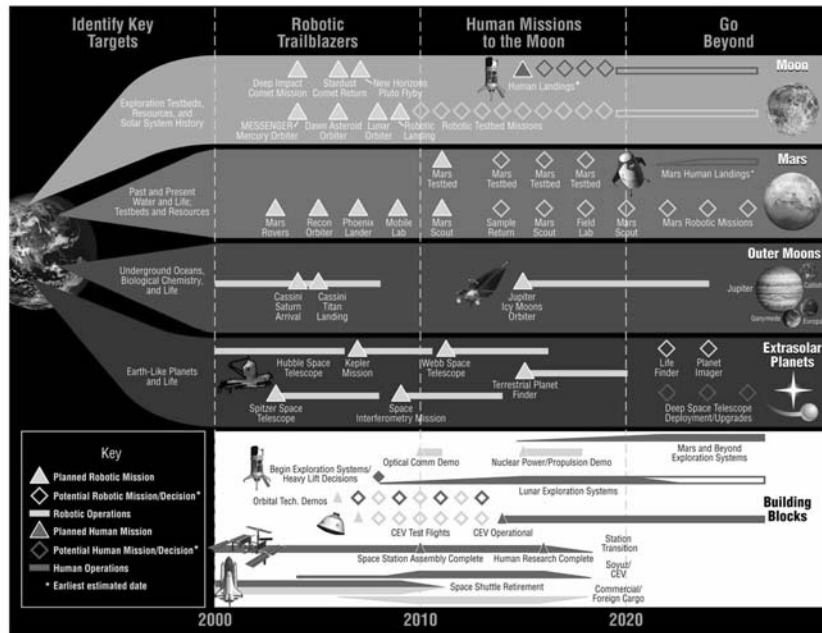 Identify Key
Targets
Robotic
Trailblazers
Human Missions
to the Moon
Go
Beyond
Moon
Exploration Testbeds,
Resources, and
Solar System History
Deep Impact
Comet Mission
Stardust
Comet Return
New Horizons
Pluto Flyby
Human Landings*
MESSENGER
Mercury Orbiter
Dawn Asteroid
Orbiter
Lunar
Orbiter
Robotic
Landing
Robotic Testbed Missions
Mars
Past and Present
Water and Life;
Testbeds and Resources
Mars
Testbed
Mars
Testbed
Mars
Testbed
Mars
Testbed
Mars Human Landings*
Mars
Rovers
Recon
Orbiter
Phoenix
Lander
Mobile
Lab
Mars
Scout
Sample
Return
Mars
Scout
Field
Lab
Mars
Scout
Mars Robotic Missions
Outer Moons
Underground Oceans,
Biological Chemistry,
and Life
Cassini
Saturn
Arrival
Cassini
Titan
Landing
Jupiter
Icy Moons
Orbiter
Jupiter
Callisto
Ganymede
Europa
Extrasolar
Planets
Earth-Like Planets
and Life
Hubble Space
Telescope
Kepler
Mission
Webb Space
Telescope
Terrestrial Planet
Finder
Life
Finder
Planet
Imager
Spitzer Space
Telescope
Space
Interferometry Mission
Deep Space Telescope
Deployment/Upgrades
Key
Planned Robotic Mission
Potential Robotic Mission/Decision*
Robotic Operations
Planned Human Mission
Potential Human Mission/Decision*
Human Operations
* Earliest estimated date
Building
Blocks
Optical Comm Demo
Nuclear Power/Propulsion Demo
Mars and Beyond
Exploration Systems
Begin Exploration Systems/
Heavy Lift Decisions
Lunar Exploration Systems
Orbital Tech. Demos
CEV Test Flights
CEV Operational
Space Station Assembly Complete
Human Research Complete
Station
Transition
Soyuz/
CEV
Space Shuttle Retirement
Commercial/
Foreign Cargo
2000
2010
2020